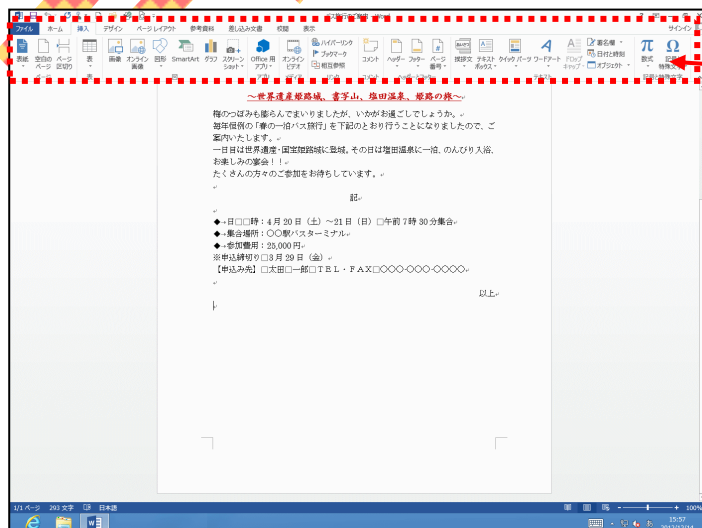 ファイル ホーム 挿入 デザイン ページ レイアウト 参考資料 差し込み文書 校閲 表示 サインイン
表紙 空白の ページ 表 画像 オンライン 図形 SmartArt グラフ スクリーン Office 用 オンライン ハイパーリンク コメント ヘッダー フッター ページ 挨拶文 テキスト クイック パーツ ワードアート 署名欄 数式
ページ 区切り 画像 ショット アプリ ビデオ ブックマーク 番号 ボックス 日付と時刻
相互参照 オブジェクト
～世界遺産姫路城、書写山、塩田温泉、姫路の旅～
梅のつぼみも膨らんでまいりましたが、いかがお過ごしでしょうか。
毎年恒例の「春の一泊バス旅行」を下記のとおり行うことになりましたので、ご
案内いたします。
一日目は世界遺産・国宝姫路城に登城。その日は塩田温泉に一泊、のんびり入浴、
お楽しみの宴会！！
たくさんの方々のご参加をお待ちしています。
記
◆→日□□時：4月20日（土）～21日（日）□午前7時30分集合
◆→集合場所：〇〇駅バスターミナル
◆→参加費用：25,000円
※申込締切り□3月29日（金）
【申込み先】□太田□一郎□ＴＥＬ・ＦＡＸ□〇〇〇-〇〇〇-〇〇〇〇
以上
1/1 ページ 293 文字 日本語 100%
あ 15:57